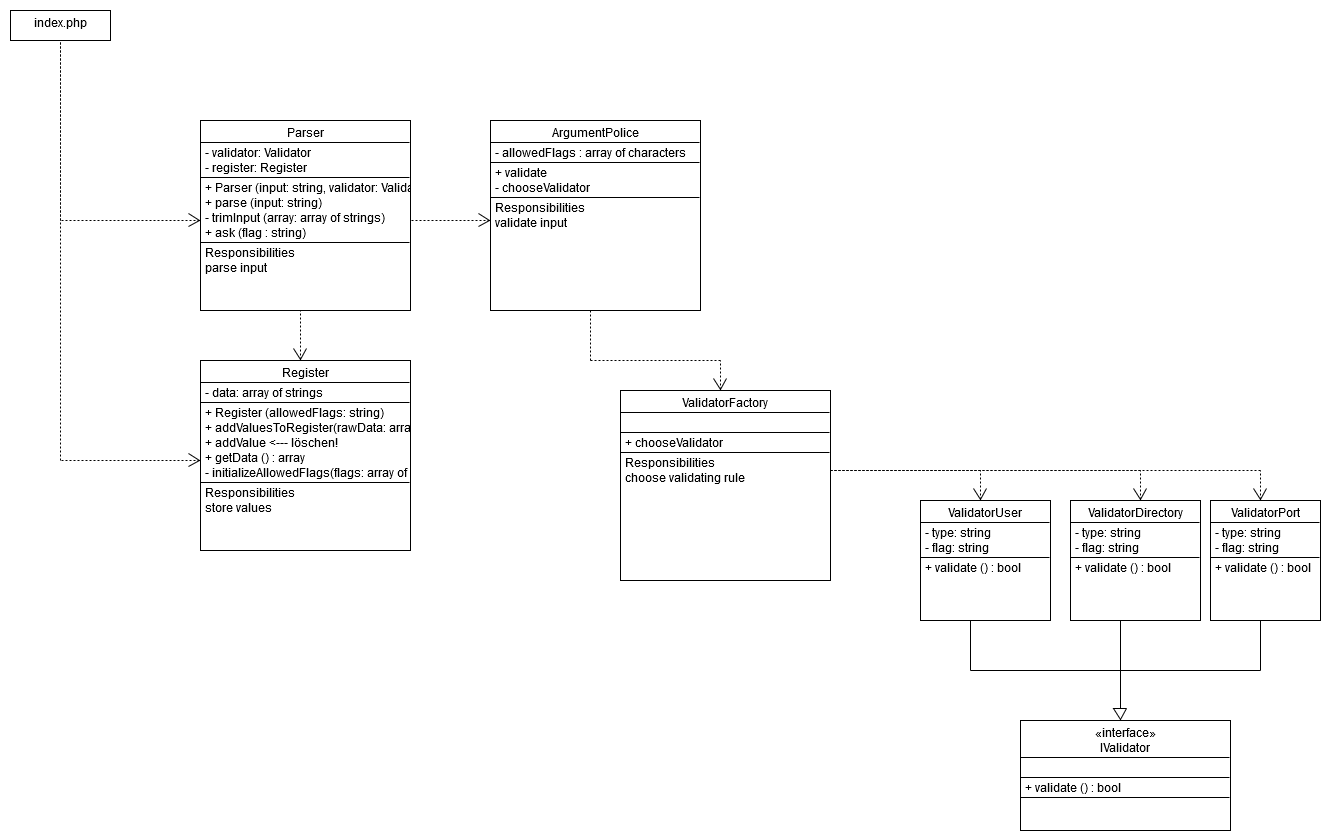 index.php
Parser
- validator: Validator
- register: Register
+ Parser (input: string, validator: Valida
+ parse (input: string)
- trimInput (array: array of strings)
+ ask (flag : string)
Responsibilities
parse input
ArgumentPolice
- allowedFlags : array of characters
+ validate
- chooseValidator
Responsibilities
validate input
Register
- data: array of strings
+ Register (allowedFlags: string)
+ addValuesToRegister(rawData: arra
+ addValue <--- löschen!
+ getData () : array
- initializeAllowedFlags(flags: array of
Responsibilities
store values
ValidatorFactory
+ chooseValidator
Responsibilities
choose validating rule
ValidatorUser
- type: string
- flag: string
+ validate () : bool
ValidatorDirectory
- type: string
- flag: string
+ validate () : bool
ValidatorPort
- type: string
- flag: string
+ validate () : bool
«interface»
IValidator
+ validate () : bool